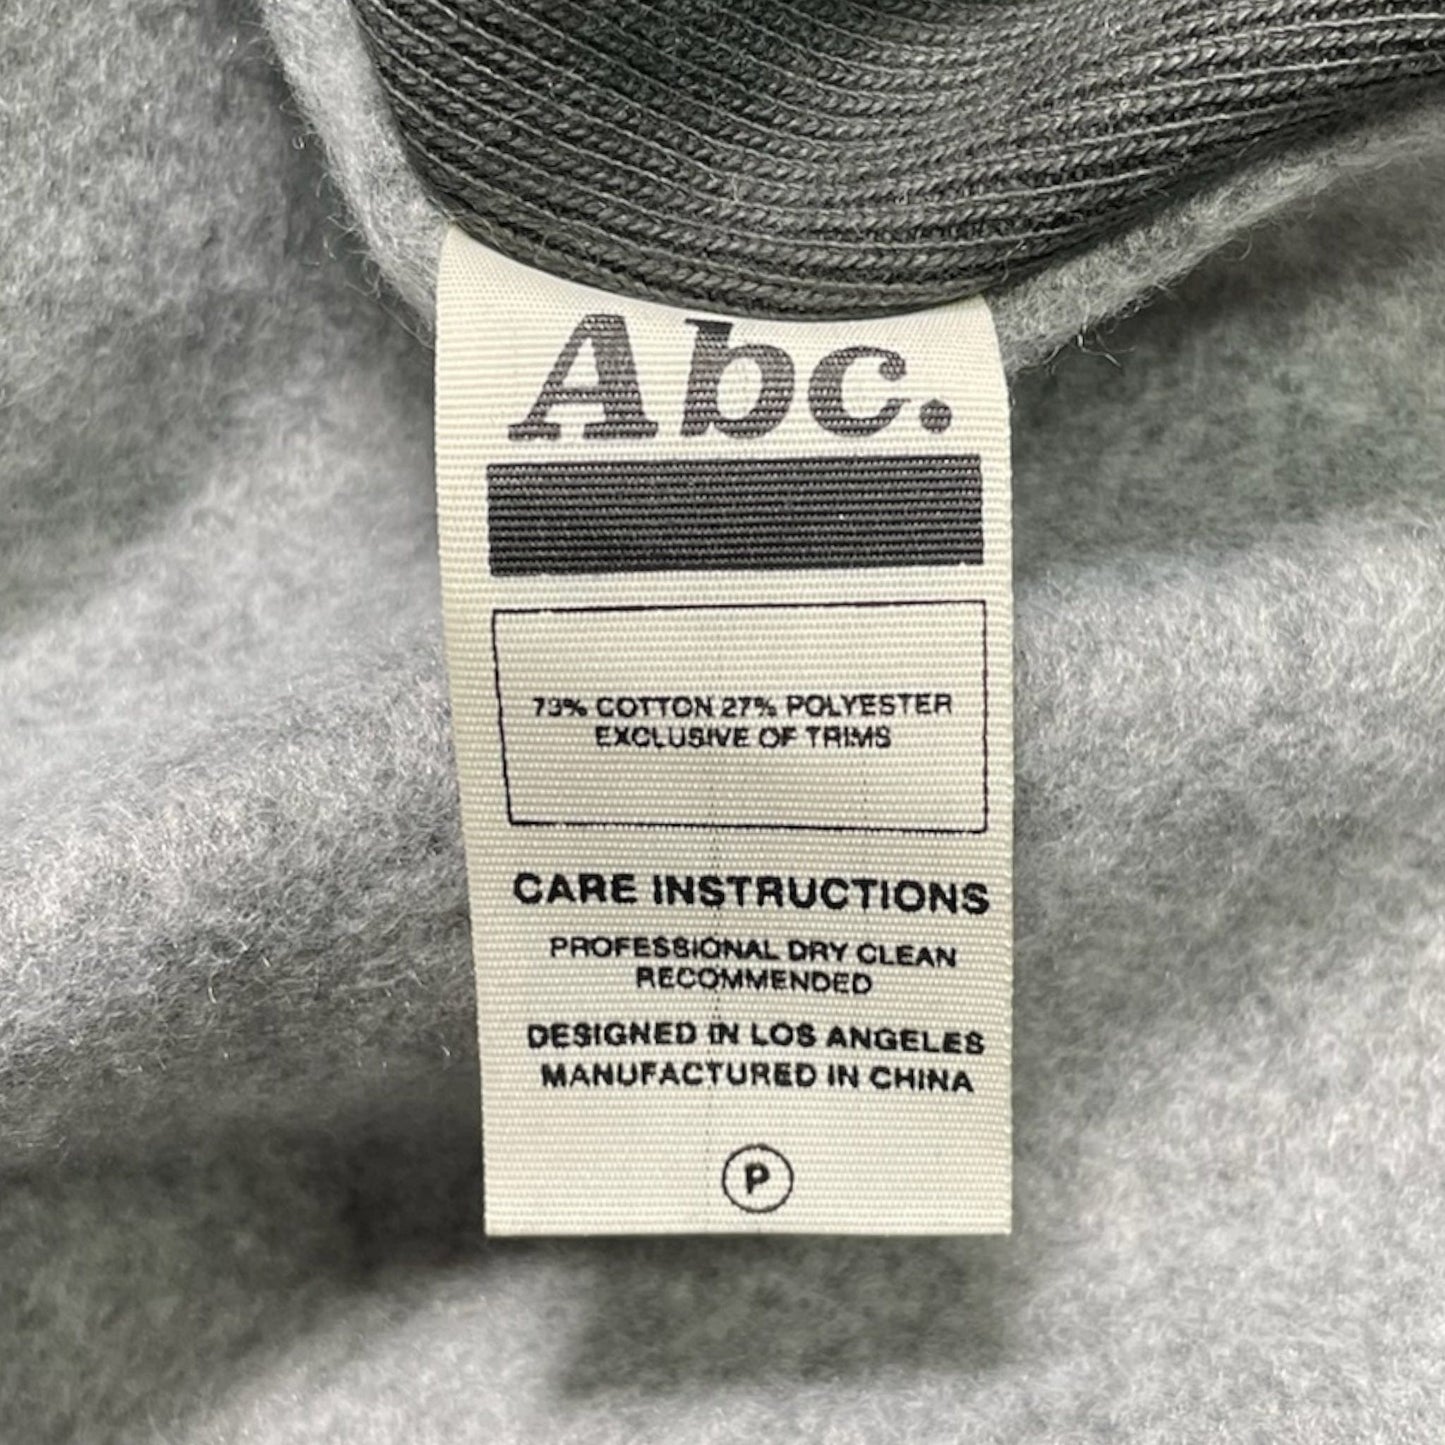 Abc.
73% COTTON 27% POLYESTER
EXCLUSIVE OF TRIMS
CARE INSTRUCTIONS
PROFESSIONAL DRY CLEAN
RECOMMENDED
DESIGNED IN LOS ANGELES
MANUFACTURED IN CHINA
P